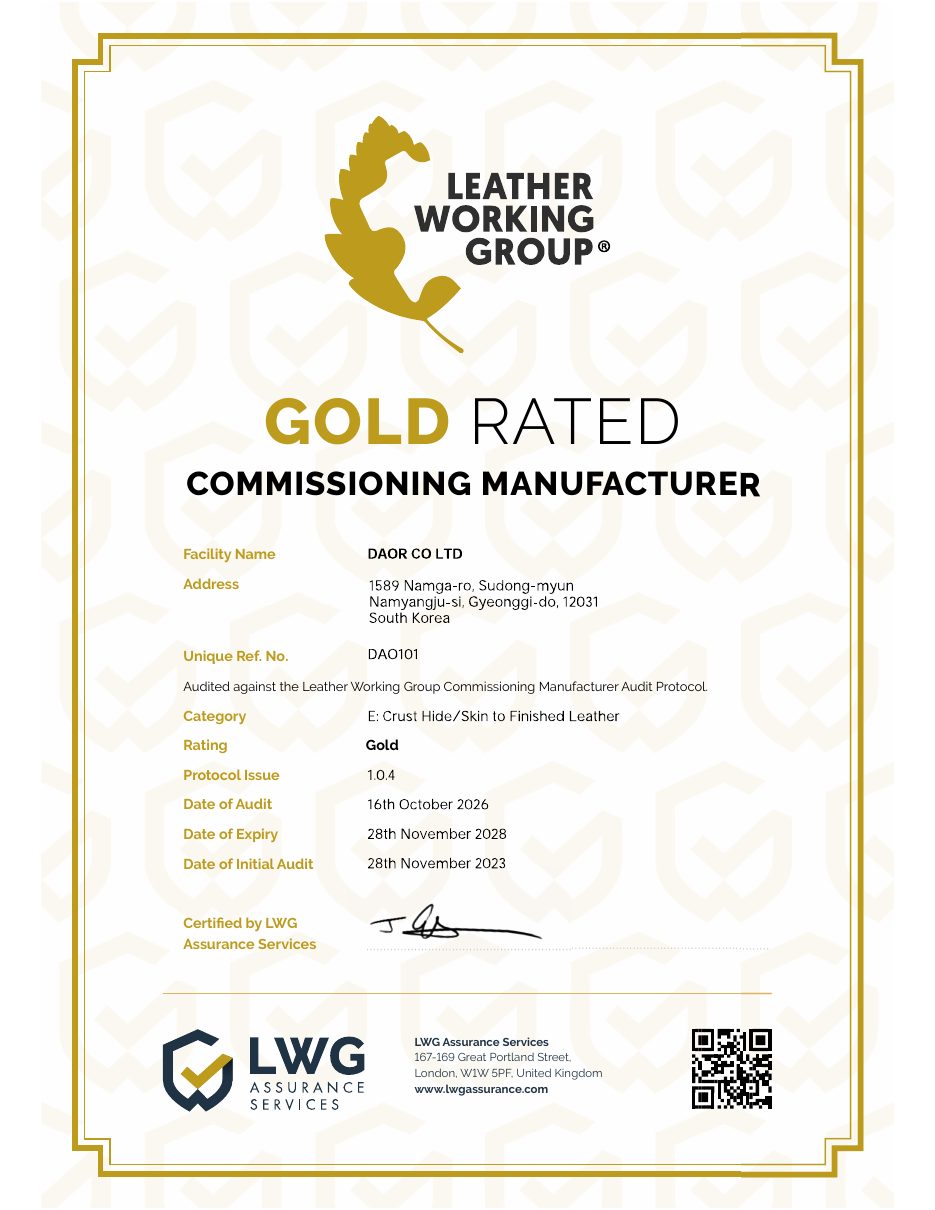 LEATHER
WORKING
GROUP®
GOLD RATED
COMMISSIONING MANUFACTURER
Facility Name DAOR CO LTD
Address 1589 Namga-ro, Sudong-myun
Namyangju-si, Gyeonggi-do, 12031
South Korea
Unique Ref. No. DAO101
Audited against the Leather Working Group Commissioning Manufacturer Audit Protocol.
Category E: Crust Hide/Skin to Finished Leather
Rating Gold
Protocol Issue 1.0.4
Date of Audit 16th October 2026
Date of Expiry 28th November 2028
Date of Initial Audit 28th November 2023
Certified by LWG
Assurance Services
LWG
ASSURANCE
SERVICES
LWG Assurance Services
167-169 Great Portland Street,
London, W1W 5PF, United Kingdom
www.lwgassurance.com